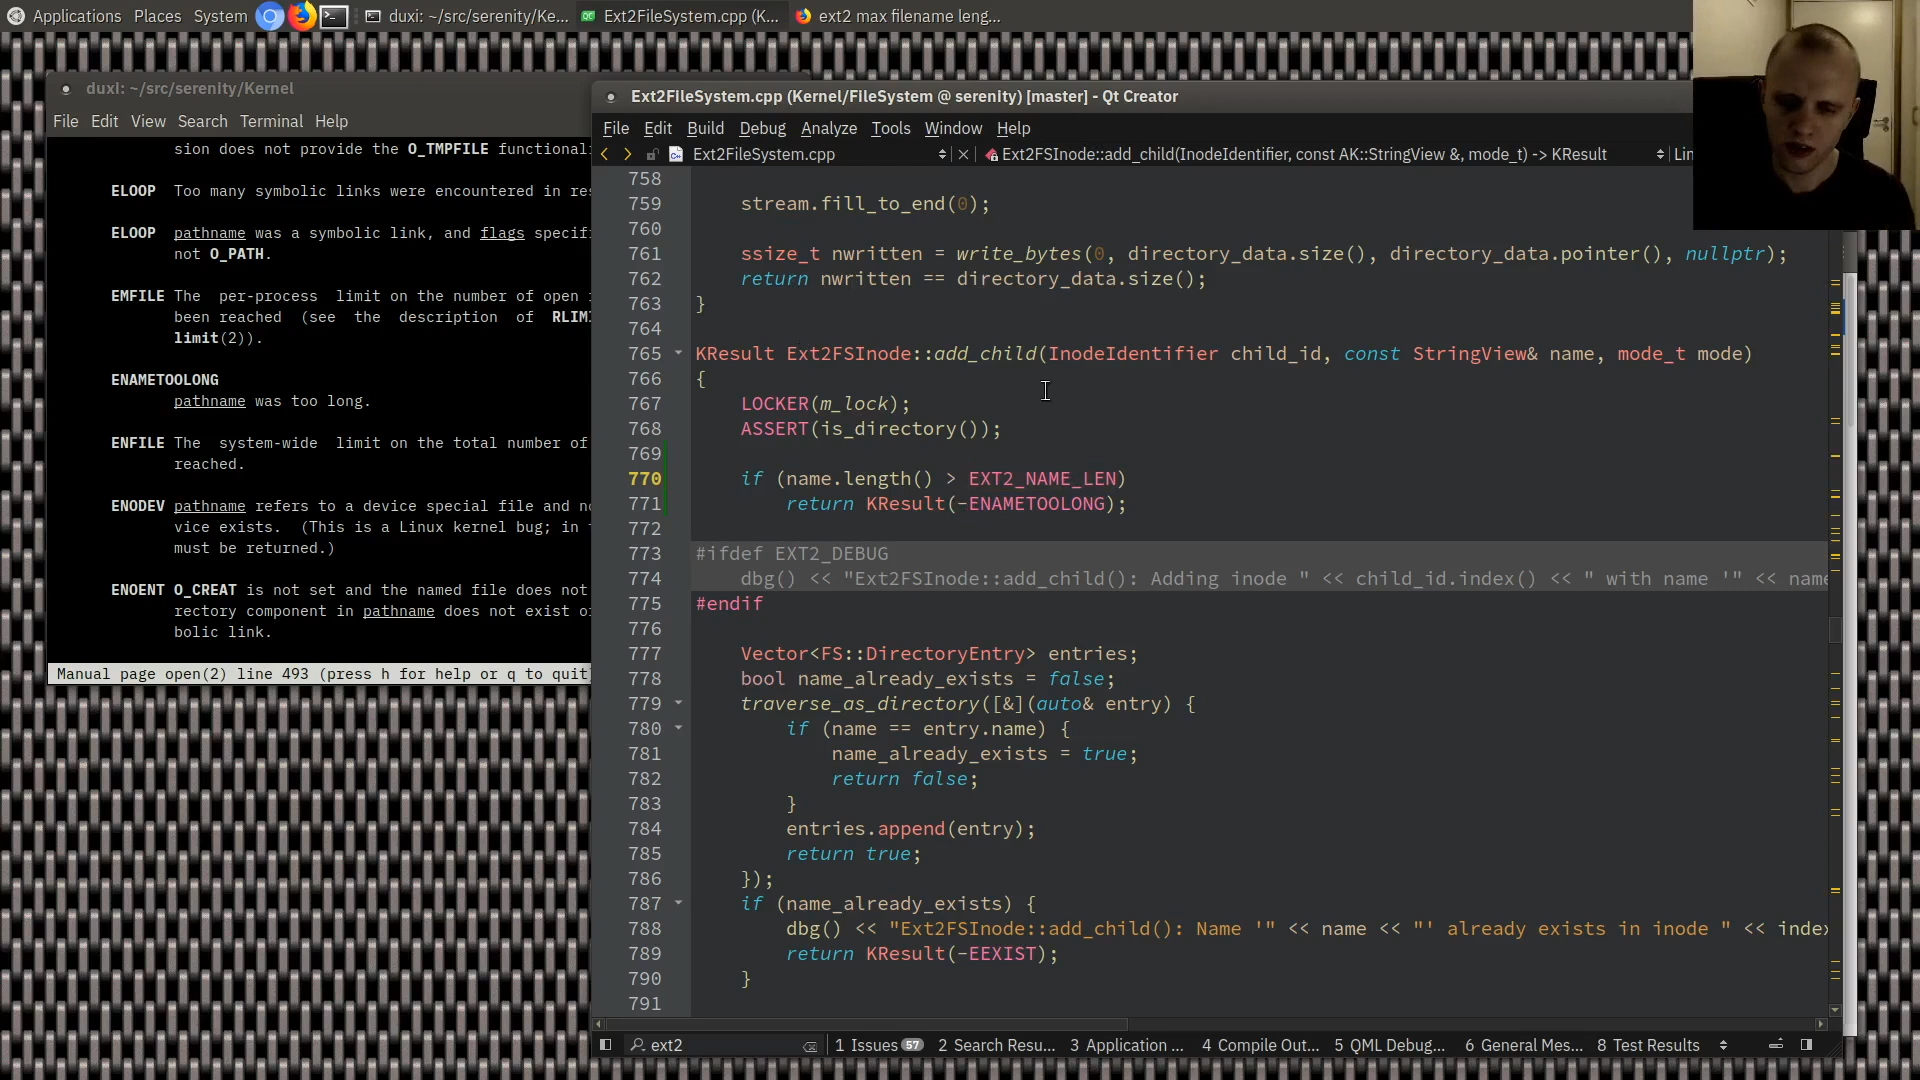 Applications Places System duxi: ~/src/serenity/Ke... Ext2FileSystem.cpp (K... ext2 max filename leng...
duxi: ~/src/serenity/Kernel
File Edit View Search Terminal Help
sion does not provide the O_TMPFILE functionali
ELOOP Too many symbolic links were encountered in res
ELOOP pathname was a symbolic link, and flags specifi
not O_PATH.
EMFILE The per-process limit on the number of open
been reached (see the description of RLIMI
limit(2)).
ENAMETOOLONG
pathname was too long.
ENFILE The system-wide limit on the total number of
reached.
ENODEV pathname refers to a device special file and no
vice exists. (This is a Linux kernel bug; in
must be returned.)
ENOENT O_CREAT is not set and the named file does not
rectory component in pathname does not exist o
bolic link.
Manual page open(2) line 493 (press h for help or q to quit)
Ext2FileSystem.cpp (Kernel/FileSystem @ serenity) [master] - Qt Creator
File Edit Build Debug Analyze Tools Window Help
Ext2FileSystem.cpp Ext2FSInode::add_child(InodeIdentifier, const AK::StringView &, mode_t) -> KResult Lin
758
759 stream.fill_to_end(0);
760
761 ssize_t nwritten = write_bytes(0, directory_data.size(), directory_data.pointer(), nullptr);
762 return nwritten == directory_data.size();
763 }
764
765 KResult Ext2FSInode::add_child(InodeIdentifier child_id, const StringView& name, mode_t mode)
766 {
767 LOCKER(m_lock);
768 ASSERT(is_directory());
769
770 if (name.length() > EXT2_NAME_LEN)
771 return KResult(-ENAMETOOLONG);
772
773 #ifdef EXT2_DEBUG
774 dbg() << "Ext2FSInode::add_child(): Adding inode " << child_id.index() << " with name '" << name
775 #endif
776
777 Vector<FS::DirectoryEntry> entries;
778 bool name_already_exists = false;
779 traverse_as_directory([&](auto& entry) {
780 if (name == entry.name) {
781 name_already_exists = true;
782 return false;
783 }
784 entries.append(entry);
785 return true;
786 });
787 if (name_already_exists) {
788 dbg() << "Ext2FSInode::add_child(): Name '" << name << "' already exists in inode " << index
789 return KResult(-EEXIST);
790 }
791
ext2 1 Issues 57 2 Search Resu... 3 Application ... 4 Compile Out... 5 QML Debug... 6 General Mes... 8 Test Results